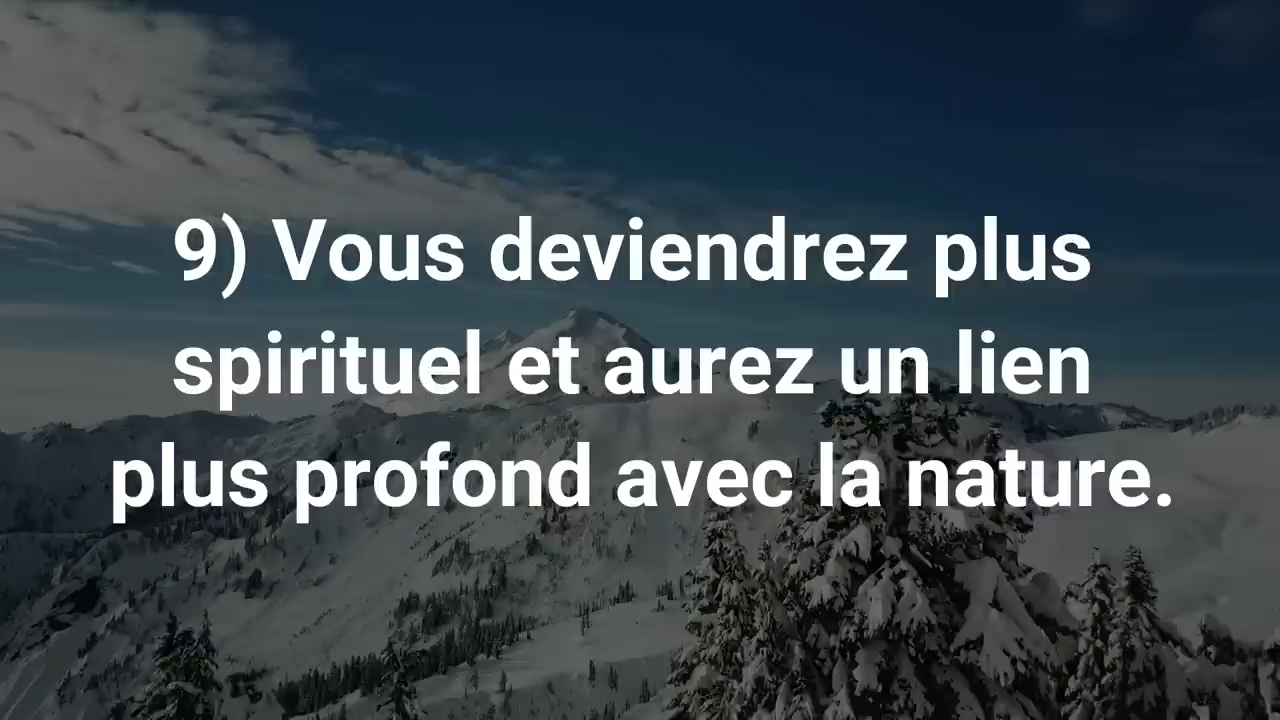 9) Vous deviendrez plus
spirituel et aurez un lien
plus profond avec la nature.